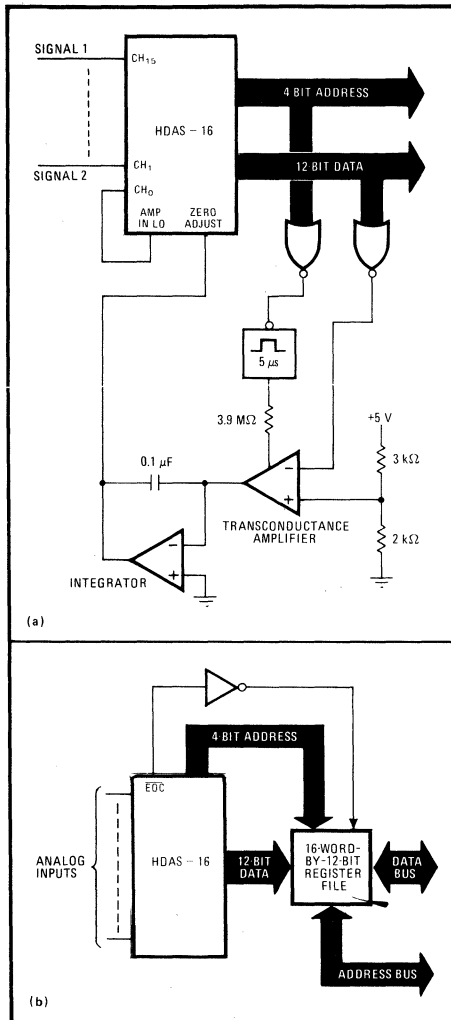 SIGNAL 1
CH15
4 BIT ADDRESS
HDAS – 16
12-BIT DATA
CH1
SIGNAL 2
CH0
AMP
IN LO
ZERO
ADJUST
5 µs
3.9 MΩ
+5 V
3 kΩ
0.1 µF
–
+
TRANSCONDUCTANCE
AMPLIFIER
2 kΩ
–
+
INTEGRATOR
(a)
4-BIT ADDRESS
EOC
ANALOG
INPUTS
HDAS – 16
12-BIT
DATA
16-WORD-
BY-12-BIT
REGISTER
FILE
DATA
BUS
ADDRESS BUS
(b)